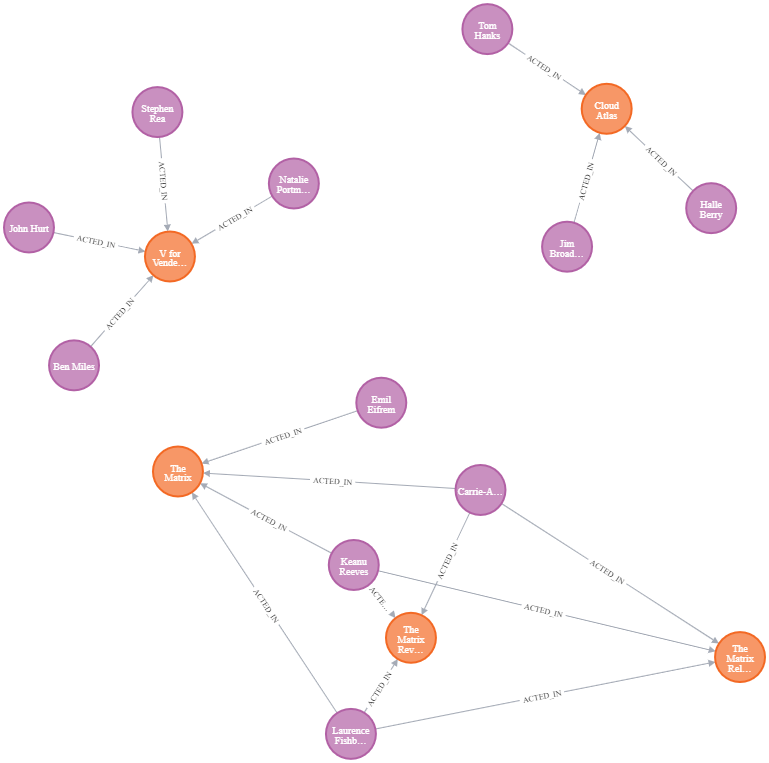 Tom
Hanks
ACTED_IN
Cloud
Atlas
Stephen
Rea
ACTED_IN
ACTED_IN
Natalie
Portm...
Halle
Berry
ACTED_IN
ACTED_IN
John Hurt
ACTED_IN
Jim
Broad...
V for
Vende...
ACTED_IN
Ben Miles
Emil
Eifrem
ACTED_IN
The
Matrix
ACTED_IN
Carrie-A...
ACTED_IN
Keanu
Reeves
ACTED_IN
ACTED_IN
ACTE...
ACTED_IN
ACTED_IN
The
Matrix
Rev...
The
Matrix
Rel...
ACTED_IN
ACTED_IN
Laurence
Fishb...